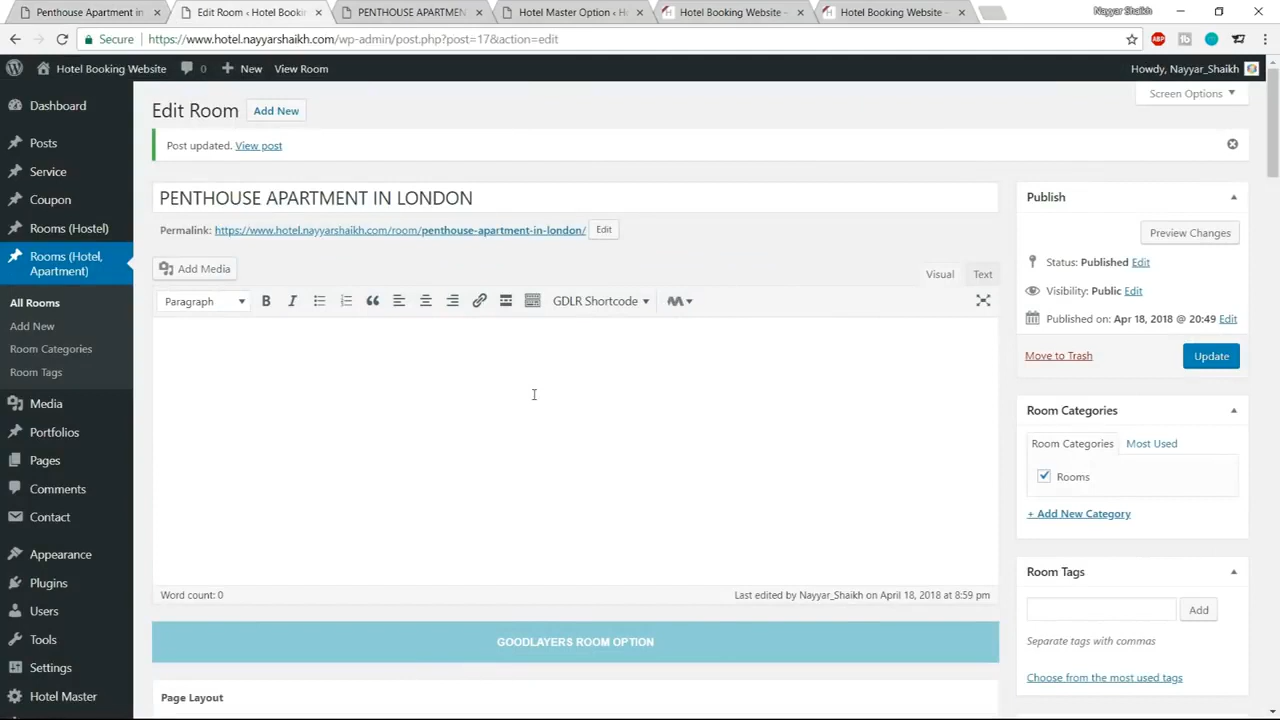 Penthouse Apartment in
Edit Room ‹ Hotel Bookin
PENTHOUSE APARTMEN
Hotel Master Option ‹ H
Hotel Booking Website –
Hotel Booking Website –
Nayyar Shaikh
Secure
https://www.hotel.nayyarshaikh.com/wp-admin/post.php?post=17&action=edit
ABP
Hotel Booking Website
0
New
View Room
Howdy, Nayyar_Shaikh
Dashboard
Posts
Service
Coupon
Rooms (Hostel)
Rooms (Hotel,
Apartment)
All Rooms
Add New
Room Categories
Room Tags
Media
Portfolios
Pages
Comments
Contact
Appearance
Plugins
Users
Tools
Settings
Hotel Master
Screen Options
Edit Room
Add New
Post updated. View post
PENTHOUSE APARTMENT IN LONDON
Permalink: https://www.hotel.nayyarshaikh.com/room/penthouse-apartment-in-london/
Edit
Add Media
Visual
Text
Paragraph
B
I
GDLR Shortcode
Word count: 0
Last edited by Nayyar_Shaikh on April 18, 2018 at 8:59 pm
GOODLAYERS ROOM OPTION
Page Layout
Publish
Preview Changes
Status: Published Edit
Visibility: Public Edit
Published on: Apr 18, 2018 @ 20:49 Edit
Move to Trash
Update
Room Categories
Room Categories
Most Used
Rooms
+ Add New Category
Room Tags
Add
Separate tags with commas
Choose from the most used tags